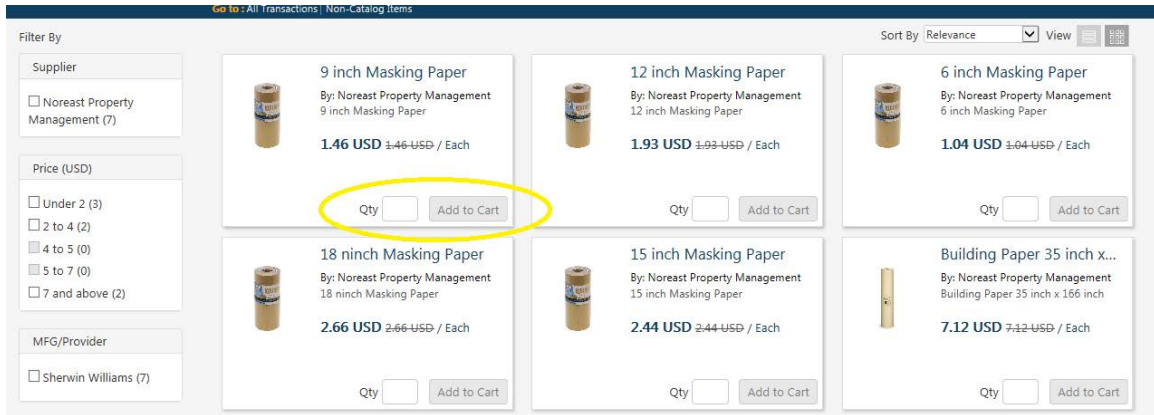 Go to : All Transactions| Non-Catalog Items
Filter By
Sort By Relevance View
Supplier
Noreast Property
Management (7)
Price (USD)
Under 2 (3)
2 to 4 (2)
4 to 5 (0)
5 to 7 (0)
7 and above (2)
MFG/Provider
Sherwin Williams (7)
9 inch Masking Paper
By: Noreast Property Management
9 inch Masking Paper
1.46 USD 1.46 USD / Each
Qty Add to Cart
12 inch Masking Paper
By: Noreast Property Management
12 inch Masking Paper
1.93 USD 1.93 USD / Each
Qty Add to Cart
6 inch Masking Paper
By: Noreast Property Management
6 inch Masking Paper
1.04 USD 1.04 USD / Each
Qty Add to Cart
18 ninch Masking Paper
By: Noreast Property Management
18 ninch Masking Paper
2.66 USD 2.66 USD / Each
Qty Add to Cart
15 inch Masking Paper
By: Noreast Property Management
15 inch Masking Paper
2.44 USD 2.44 USD / Each
Qty Add to Cart
Building Paper 35 inch x...
By: Noreast Property Management
Building Paper 35 inch x 166 inch
7.12 USD 7.12 USD / Each
Qty Add to Cart